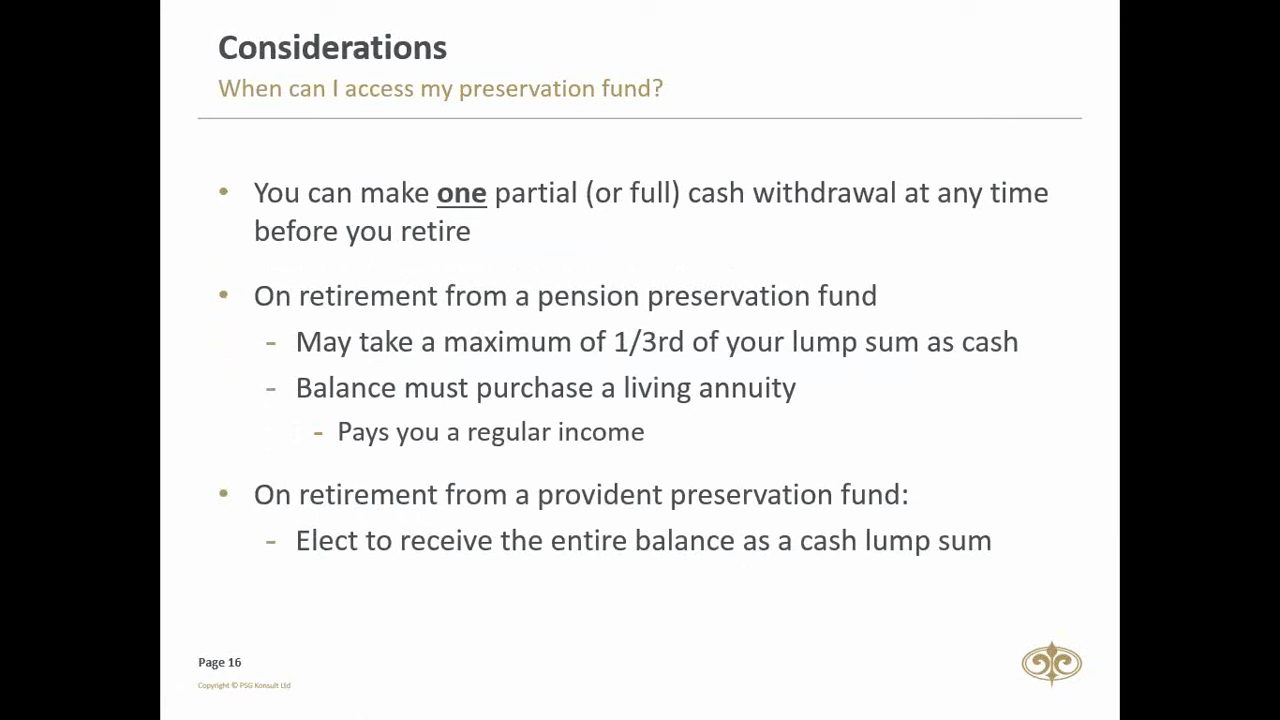 Considerations
When can I access my preservation fund?
• You can make one partial (or full) cash withdrawal at any time
before you retire
• On retirement from a pension preservation fund
- May take a maximum of 1/3rd of your lump sum as cash
- Balance must purchase a living annuity
- Pays you a regular income
• On retirement from a provident preservation fund:
- Elect to receive the entire balance as a cash lump sum
Page 16
Copyright © PSG Konsult Ltd